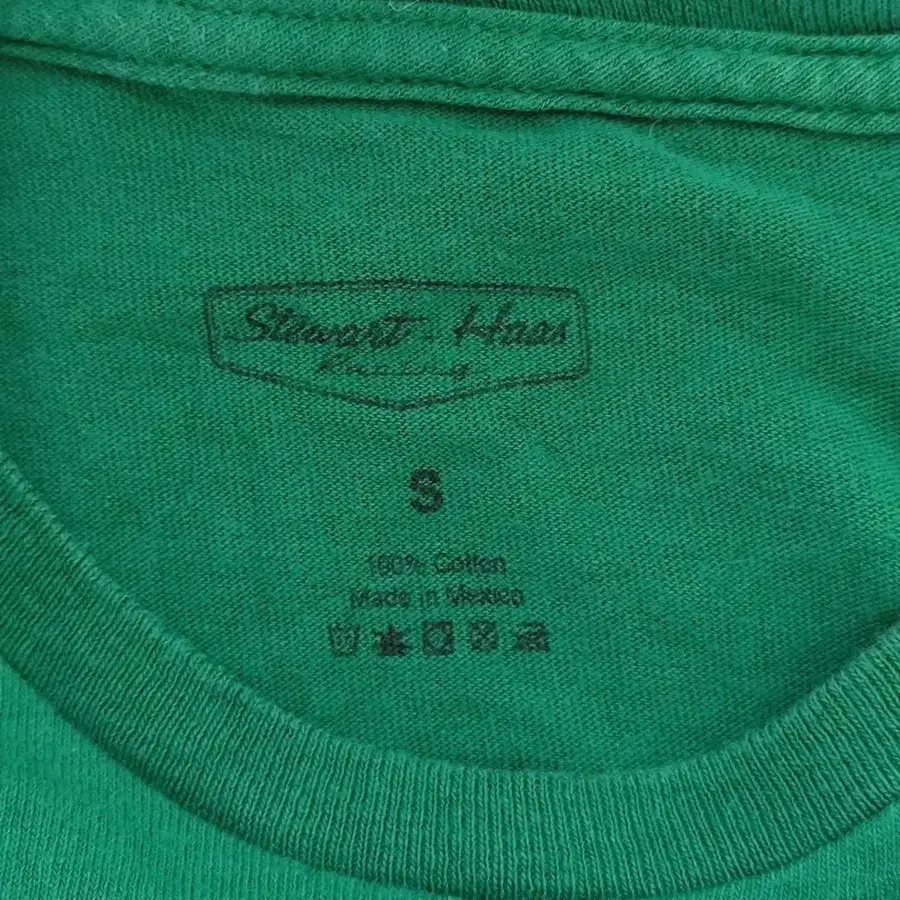 Stewart-Haas
Racing
S
100% Cotton
Made in Mexico